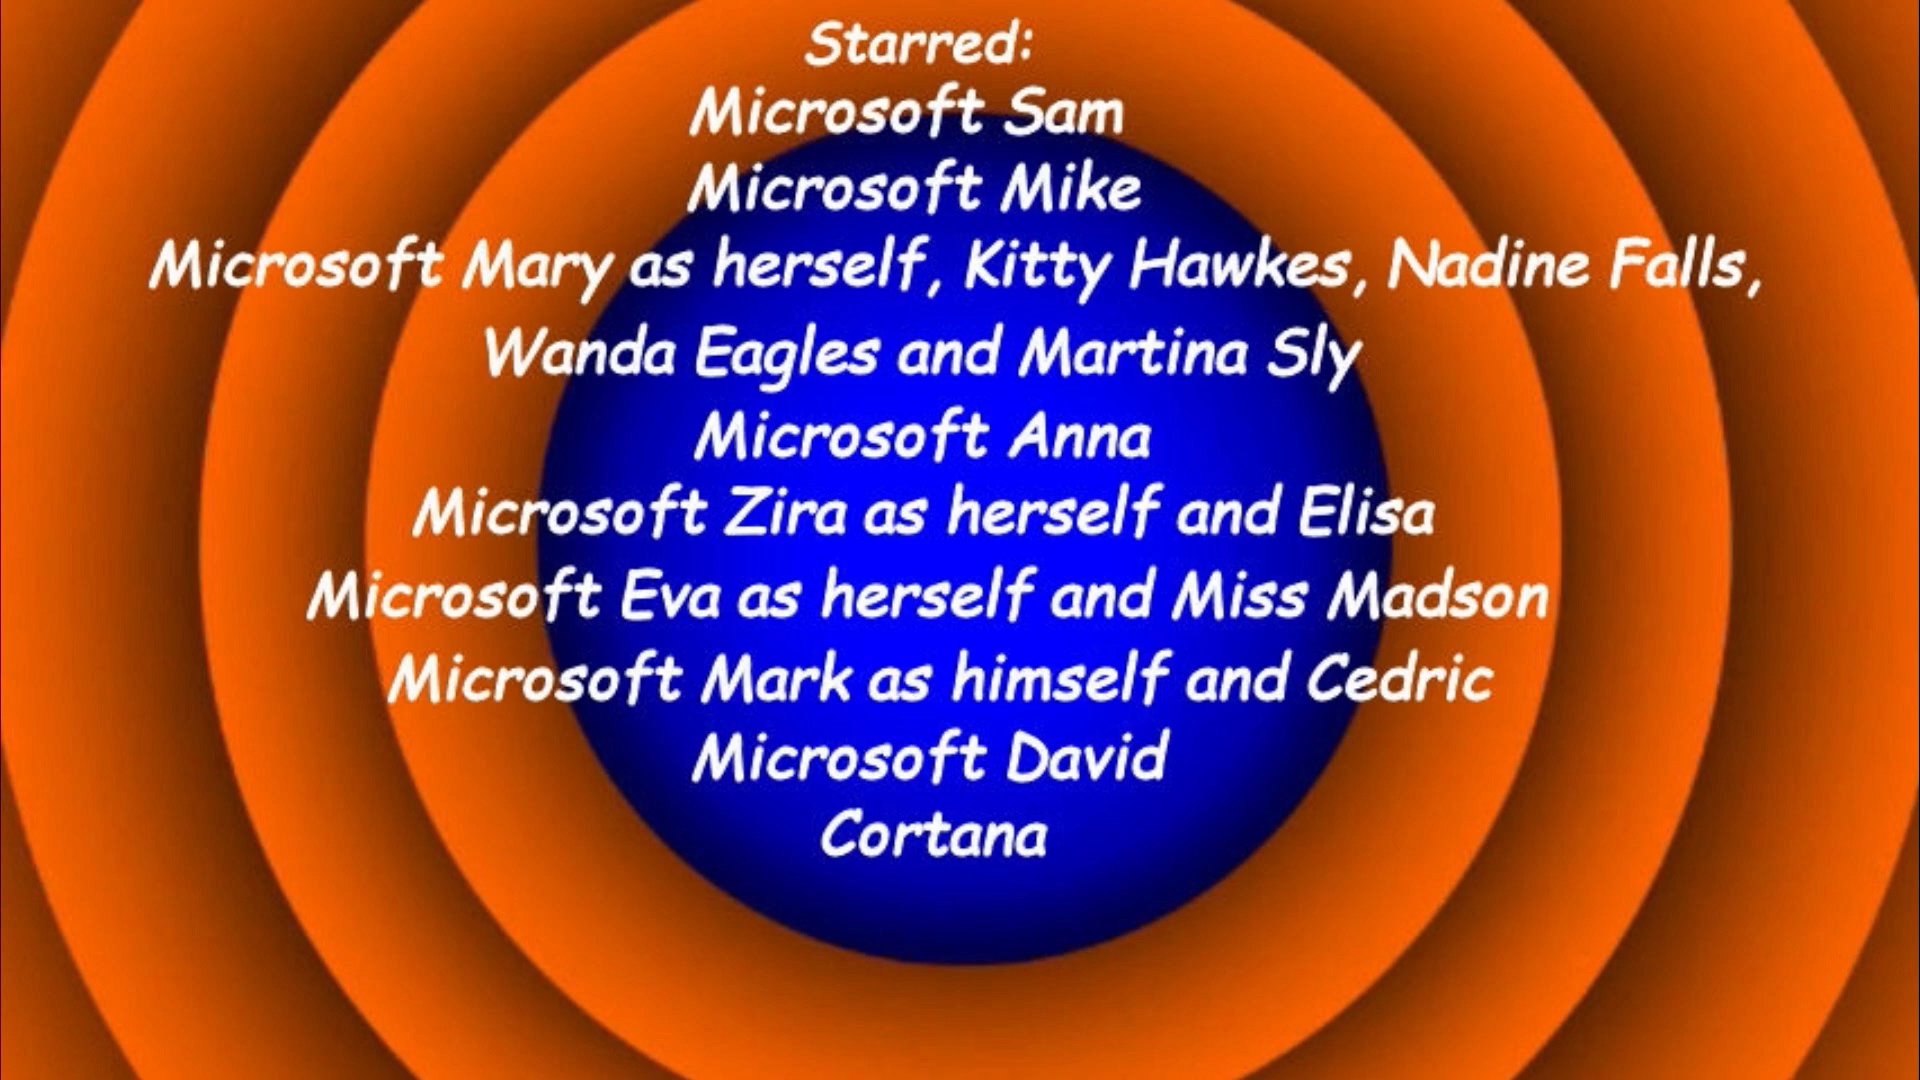 Starred:
Microsoft Sam
Microsoft Mike
Microsoft Mary as herself, Kitty Hawkes, Nadine Falls,
Wanda Eagles and Martina Sly
Microsoft Anna
Microsoft Zira as herself and Elisa
Microsoft Eva as herself and Miss Madson
Microsoft Mark as himself and Cedric
Microsoft David
Cortana